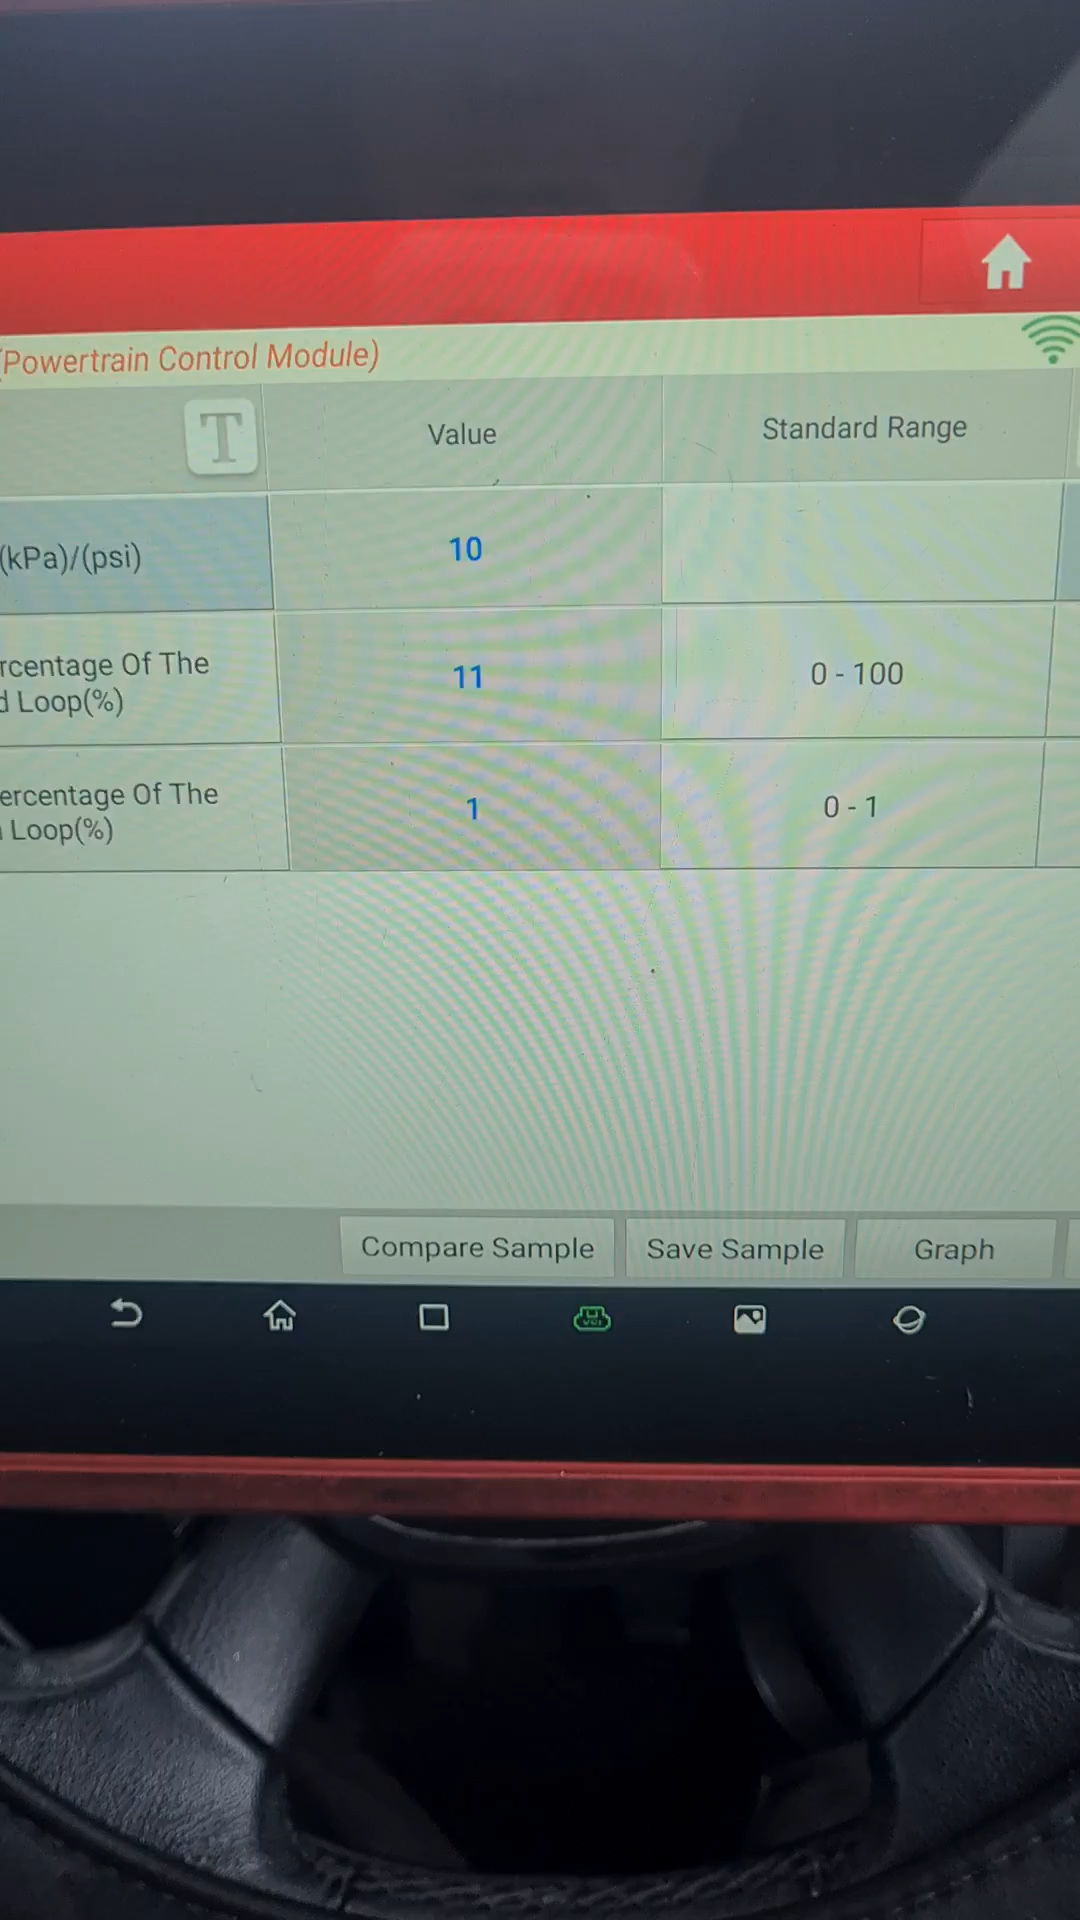 (Powertrain Control Module)
T
Value
Standard Range
(kPa)/(psi)
10
rcentage Of The
d Loop(%)
11
0 - 100
ercentage Of The
Loop(%)
1
0 - 1
Compare Sample
Save Sample
Graph
VCI